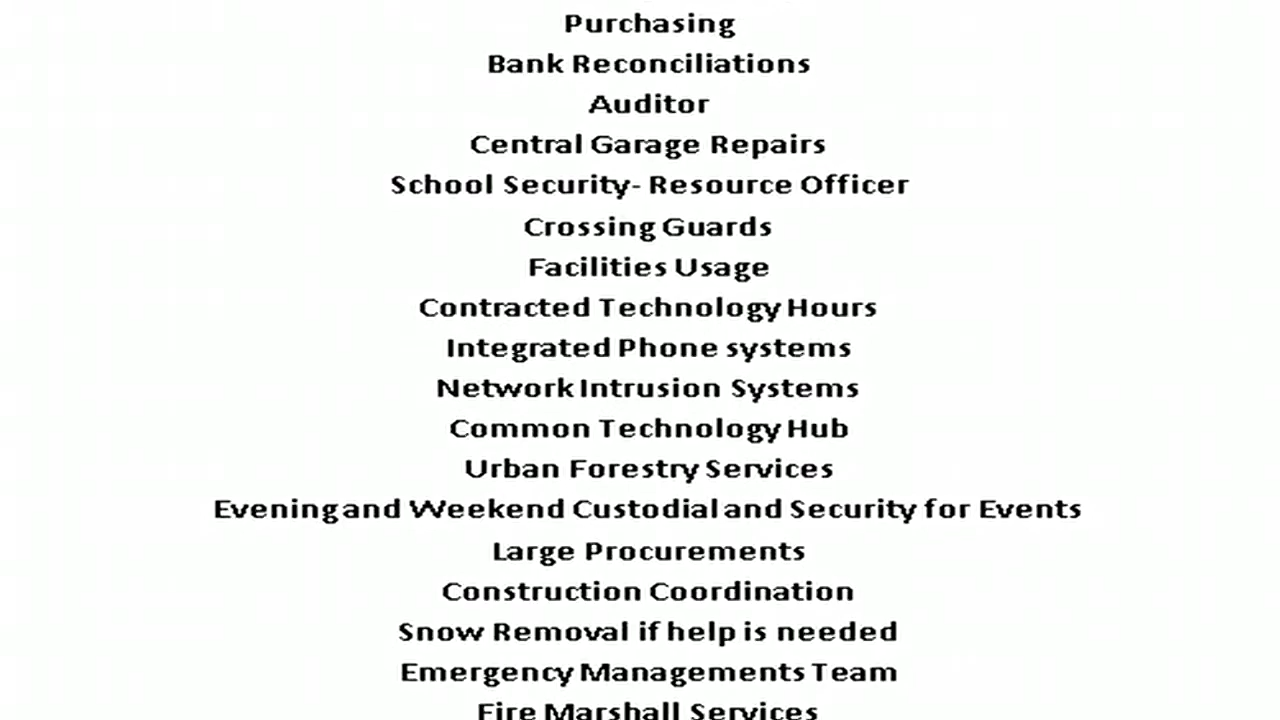 Purchasing
Bank Reconciliations
Auditor
Central Garage Repairs
School Security- Resource Officer
Crossing Guards
Facilities Usage
Contracted Technology Hours
Integrated Phone systems
Network Intrusion Systems
Common Technology Hub
Urban Forestry Services
Evening and Weekend Custodial and Security for Events
Large Procurements
Construction Coordination
Snow Removal if help is needed
Emergency Managements Team
Fire Marshall Services